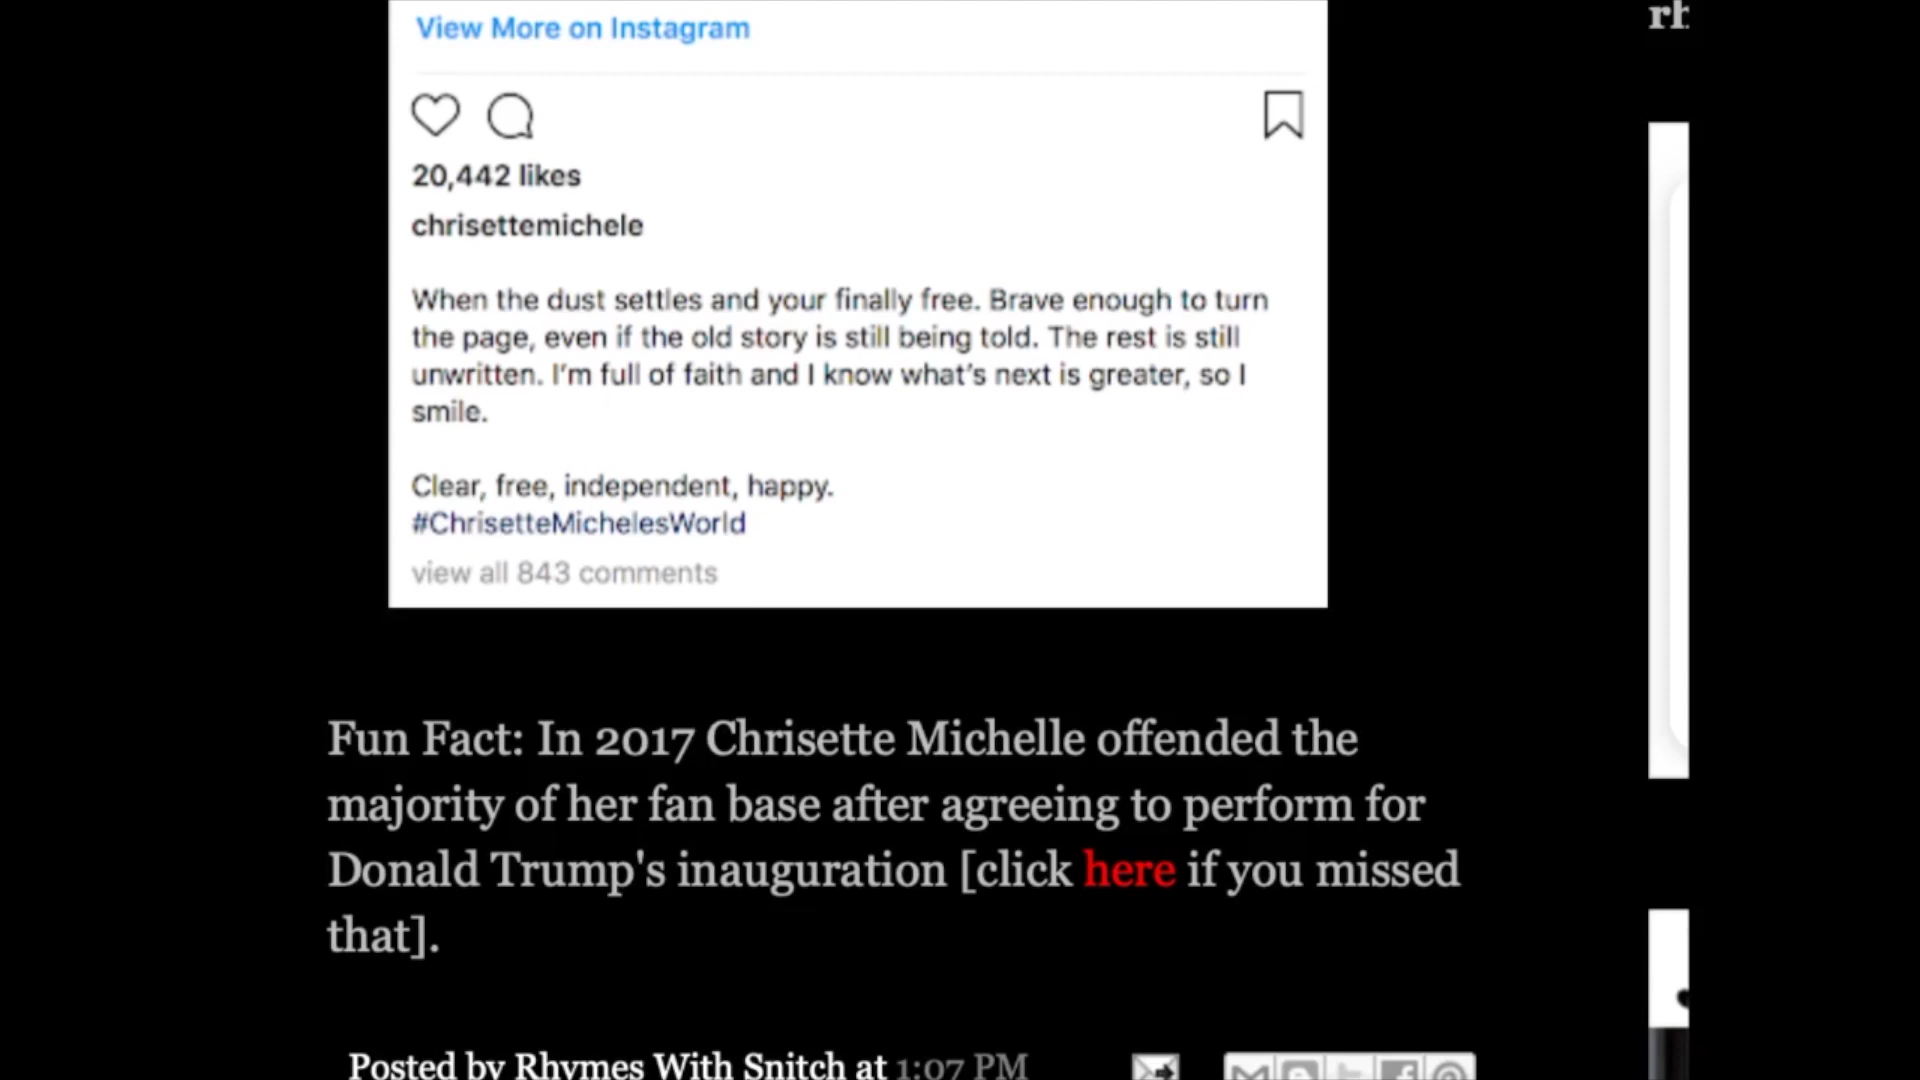 View More on Instagram
20,442 likes
chrisettemichele
When the dust settles and your finally free. Brave enough to turn
the page, even if the old story is still being told. The rest is still
unwritten. I'm full of faith and I know what's next is greater, so I
smile.
Clear, free, independent, happy.
#ChrisetteMichelesWorld
view all 843 comments
Fun Fact: In 2017 Chrisette Michelle offended the
majority of her fan base after agreeing to perform for
Donald Trump's inauguration [click here if you missed
that].
Posted by Rhymes With Snitch at 1:07 PM